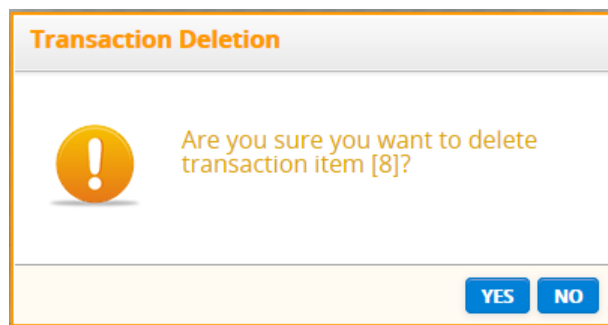 Transaction Deletion
Are you sure you want to delete
transaction item [8]?
YES NO